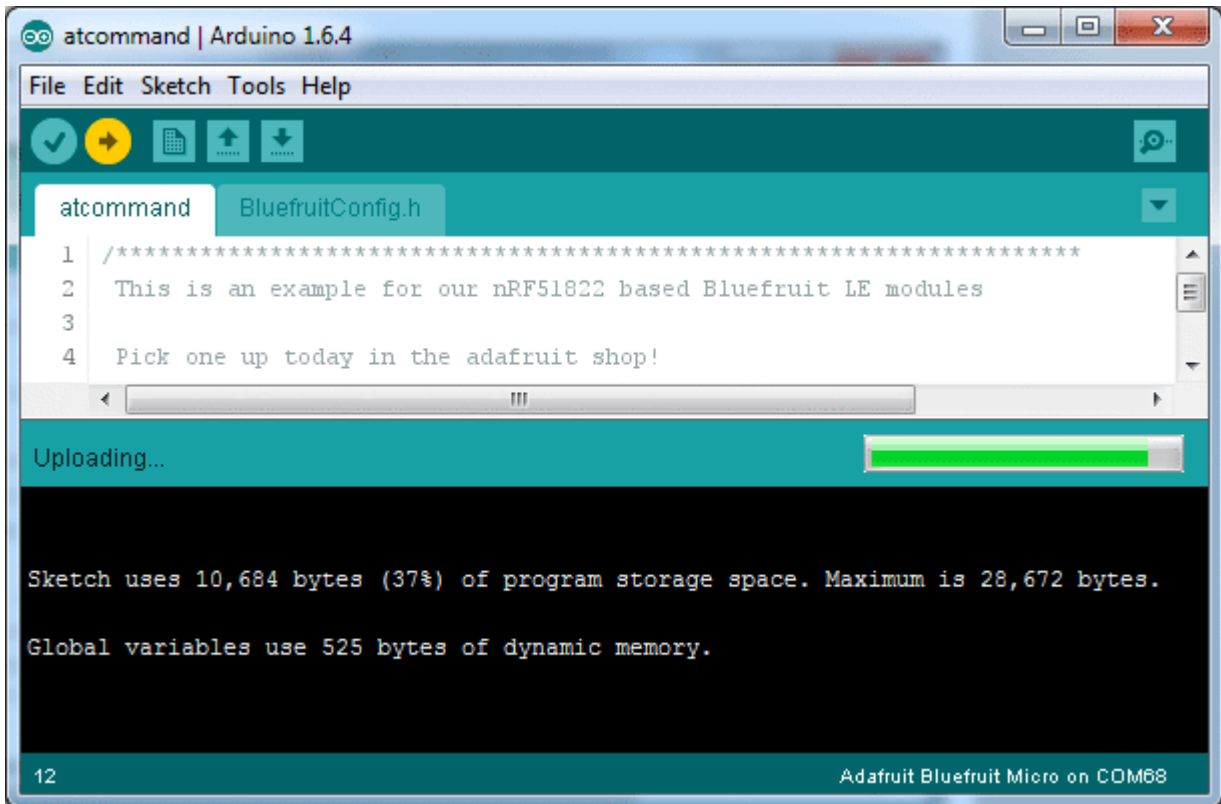 atcommand | Arduino 1.6.4
File Edit Sketch Tools Help
atcommand BluefruitConfig.h
1 /*********************************************************************
2 This is an example for our nRF51822 based Bluefruit LE modules
3
4 Pick one up today in the adafruit shop!
Uploading...
Sketch uses 10,684 bytes (37%) of program storage space. Maximum is 28,672 bytes.
Global variables use 525 bytes of dynamic memory.
12 Adafruit Bluefruit Micro on COM68